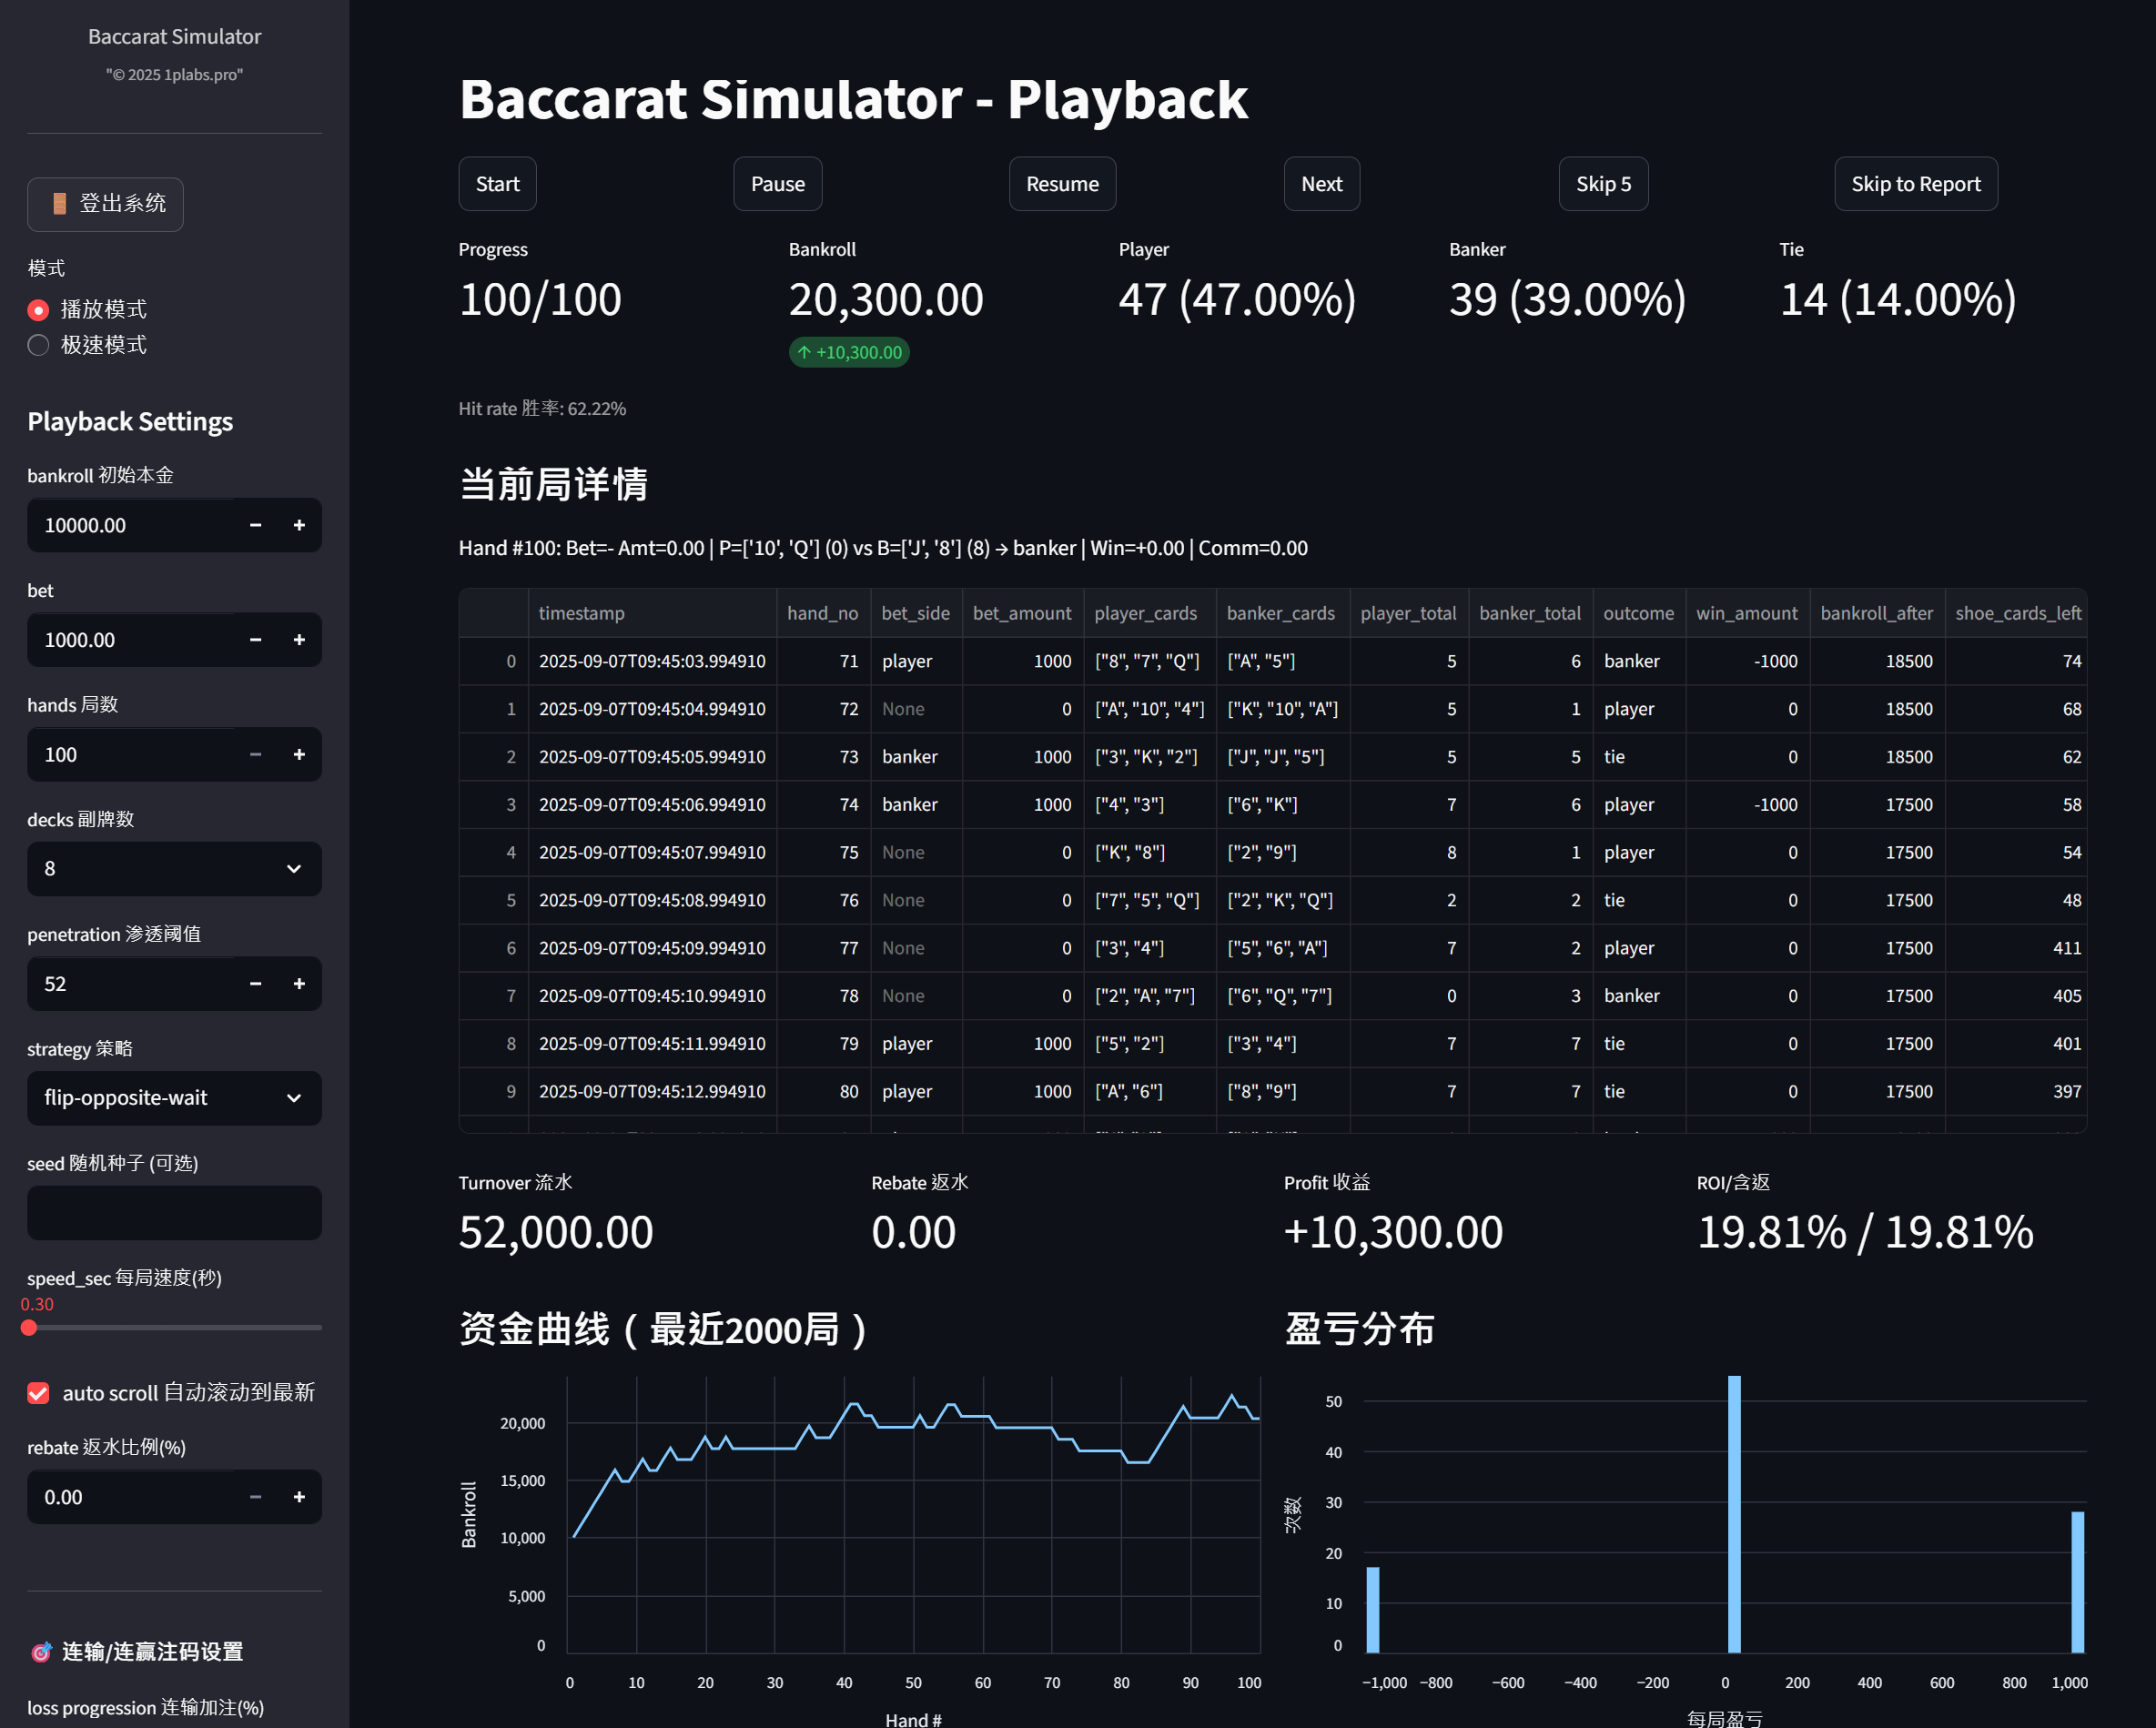 Baccarat Simulator
"© 2025 1plabs.pro"
登出系统
模式
播放模式
极速模式
Playback Settings
bankroll 初始本金
10000.00
bet
1000.00
hands 局数
100
decks 副牌数
8
penetration 渗透阈值
52
strategy 策略
flip-opposite-wait
seed 随机种子 (可选)
speed_sec 每局速度(秒)
0.30
auto scroll 自动滚动到最新
rebate 返水比例(%)
0.00
🎯 连输/连赢注码设置
loss progression 连输加注(%)
Baccarat Simulator - Playback
Start Pause Resume Next Skip 5 Skip to Report
Progress Bankroll Player Banker Tie
100/100 20,300.00 47 (47.00%) 39 (39.00%) 14 (14.00%)
↑ +10,300.00
Hit rate 胜率: 62.22%
当前局详情
Hand #100: Bet=- Amt=0.00 | P=['10', 'Q'] (0) vs B=['J', '8'] (8) → banker | Win=+0.00 | Comm=0.00
timestamp hand_no bet_side bet_amount player_cards banker_cards player_total banker_total outcome win_amount bankroll_after shoe_cards_left
0 2025-09-07T09:45:03.994910 71 player 1000 ["8", "7", "Q"] ["A", "5"] 5 6 banker -1000 18500 74
1 2025-09-07T09:45:04.994910 72 None 0 ["A", "10", "4"] ["K", "10", "A"] 5 1 player 0 18500 68
2 2025-09-07T09:45:05.994910 73 banker 1000 ["3", "K", "2"] ["J", "J", "5"] 5 5 tie 0 18500 62
3 2025-09-07T09:45:06.994910 74 banker 1000 ["4", "3"] ["6", "K"] 7 6 player -1000 17500 58
4 2025-09-07T09:45:07.994910 75 None 0 ["K", "8"] ["2", "9"] 8 1 player 0 17500 54
5 2025-09-07T09:45:08.994910 76 None 0 ["7", "5", "Q"] ["2", "K", "Q"] 2 2 tie 0 17500 48
6 2025-09-07T09:45:09.994910 77 None 0 ["3", "4"] ["5", "6", "A"] 7 2 player 0 17500 411
7 2025-09-07T09:45:10.994910 78 None 0 ["2", "A", "7"] ["6", "Q", "7"] 0 3 banker 0 17500 405
8 2025-09-07T09:45:11.994910 79 player 1000 ["5", "2"] ["3", "4"] 7 7 tie 0 17500 401
9 2025-09-07T09:45:12.994910 80 player 1000 ["A", "6"] ["8", "9"] 7 7 tie 0 17500 397
Turnover 流水 Rebate 返水 Profit 收益 ROI/含返
52,000.00 0.00 +10,300.00 19.81% / 19.81%
资金曲线（最近2000局）
20,000
15,000
10,000
5,000
0
Bankroll
0 10 20 30 40 50 60 70 80 90 100
Hand #
盈亏分布
50
40
30
20
10
0
次数
−1,000 −800 −600 −400 −200 0 200 400 600 800 1,000
每局盈亏